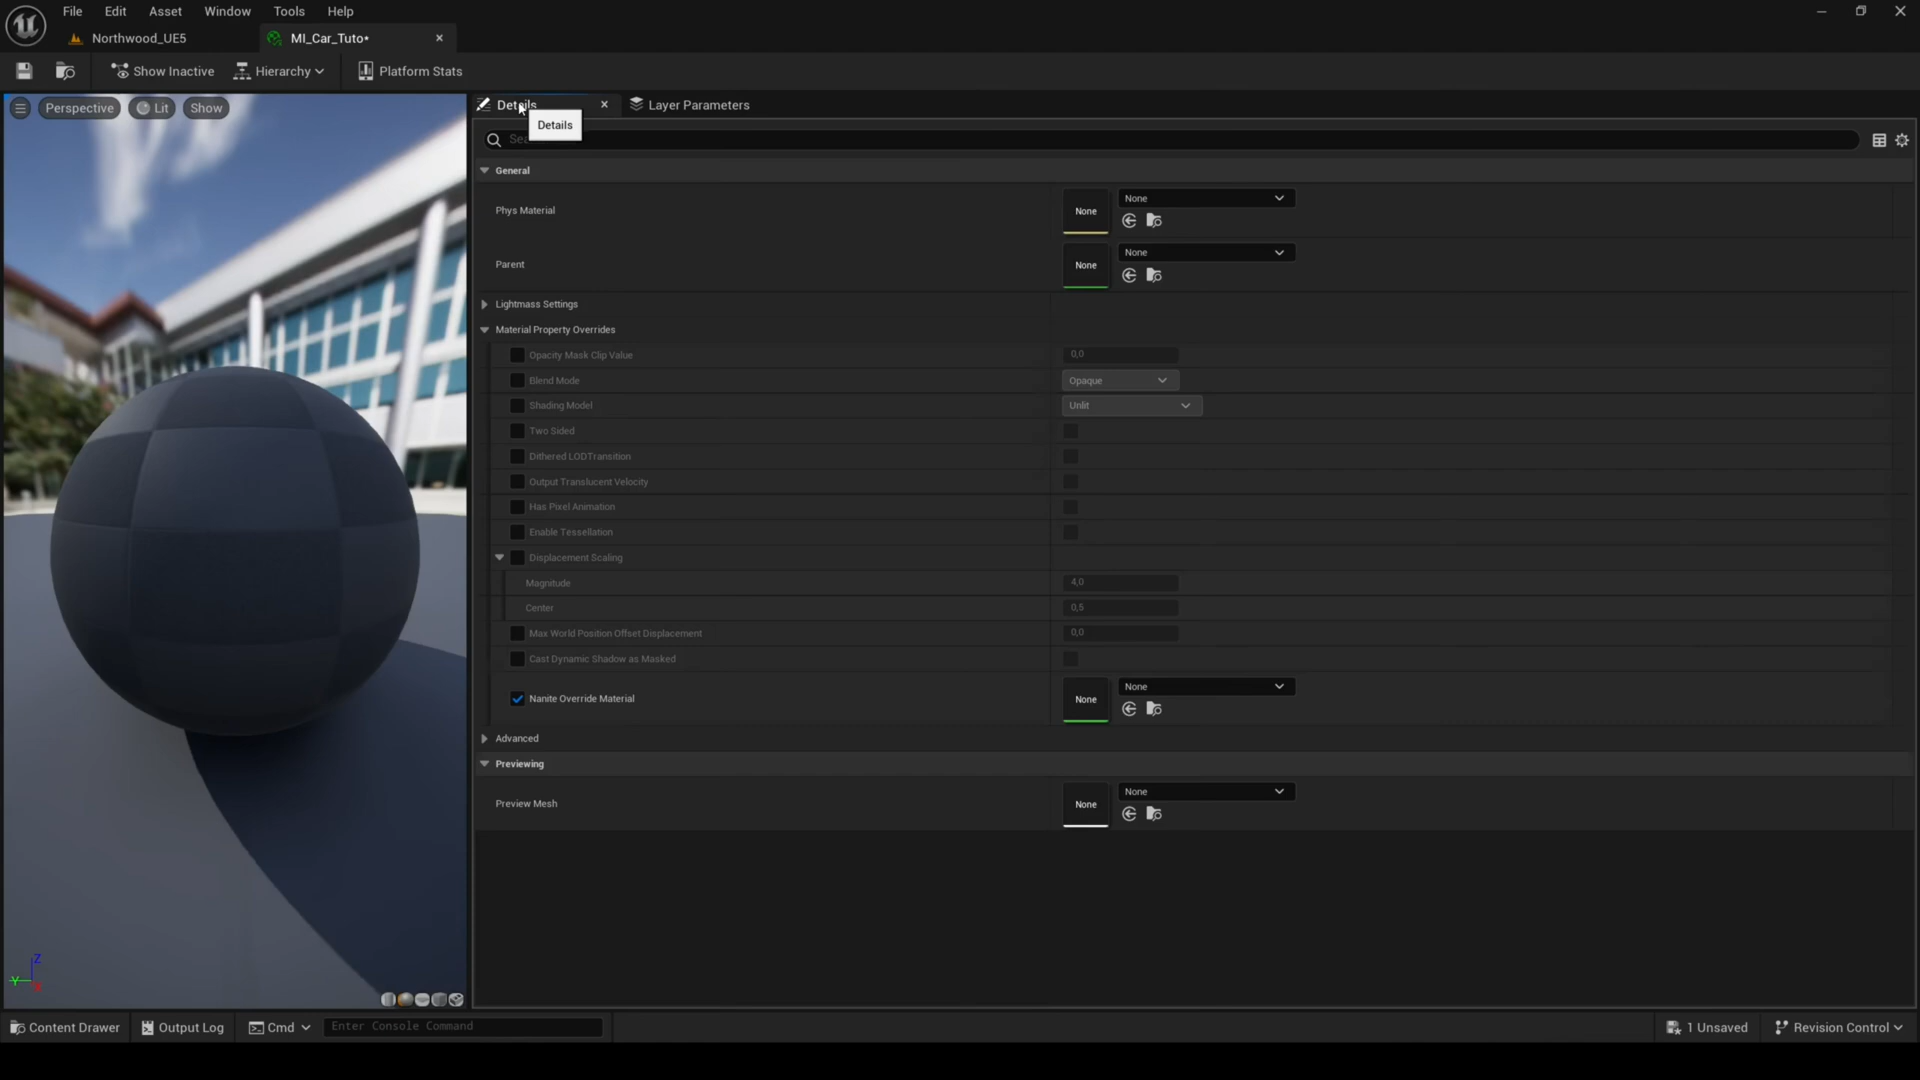 File Edit Asset Window Tools Help
Northwood_UE5 MI_Car_Tuto*
Show Inactive Hierarchy Platform Stats
Perspective Lit Show
Details Layer Parameters
Details
General
Phys Material None None
Parent None None
Lightmass Settings
Material Property Overrides
Opacity Mask Clip Value 0,0
Blend Mode Opaque
Shading Model Unlit
Two Sided
Dithered LODTransition
Output Translucent Velocity
Has Pixel Animation
Enable Tessellation
Displacement Scaling
Magnitude 4,0
Center 0,5
Max World Position Offset Displacement 0,0
Cast Dynamic Shadow as Masked
Nanite Override Material None None
Advanced
Previewing
Preview Mesh None None
Z
Y
Content Drawer Output Log Cmd Enter Console Command 1 Unsaved Revision Control